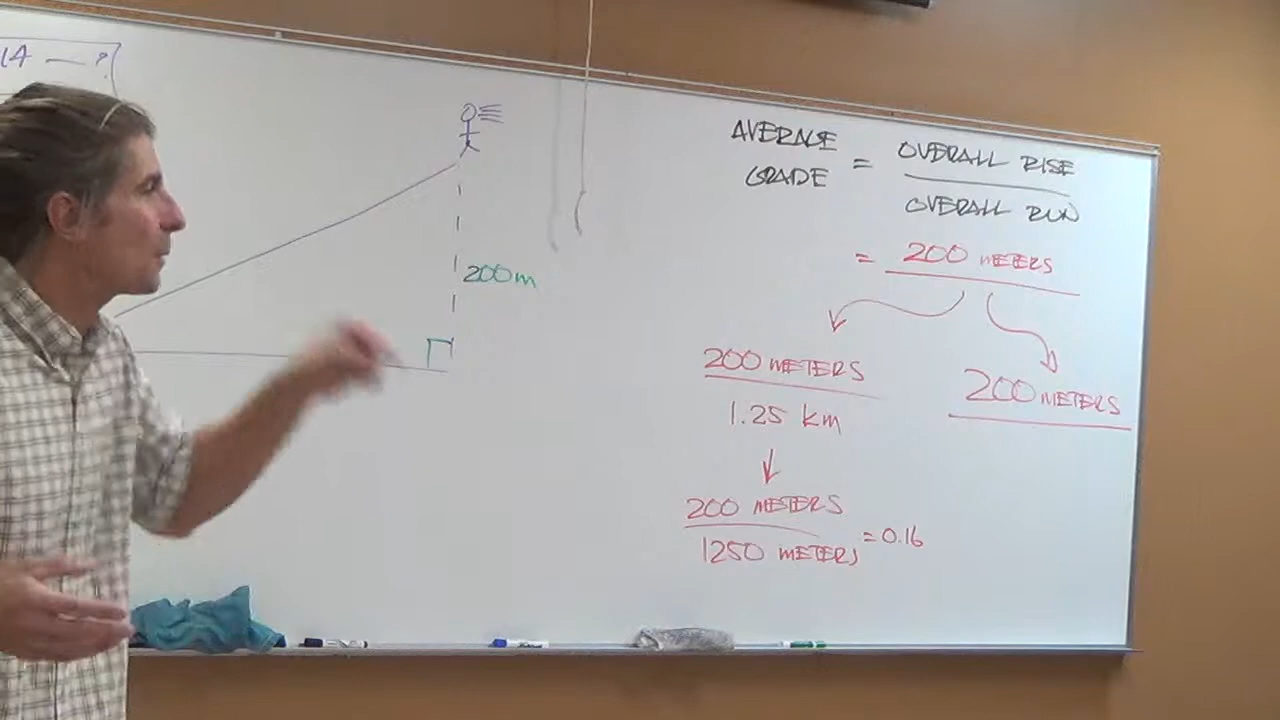 14 — ?
200m
AVERAGE GRADE = OVERALL RISE
OVERALL RUN
= 200 METERS
200 METERS
1.25 km
200 METERS
1250 METERS = 0.16
200 METERS